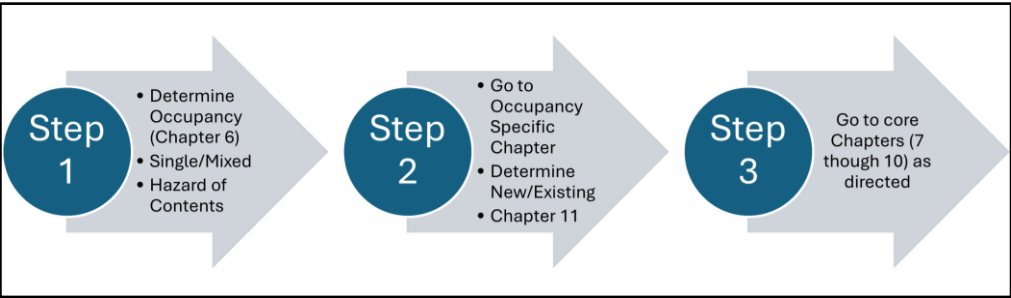 Step
1
• Determine
Occupancy
(Chapter 6)
• Single/Mixed
• Hazard of
Contents
Step
2
• Go to
Occupancy
Specific
Chapter
• Determine
New/Existing
• Chapter 11
Step
3
Go to core
Chapters (7
though 10) as
directed